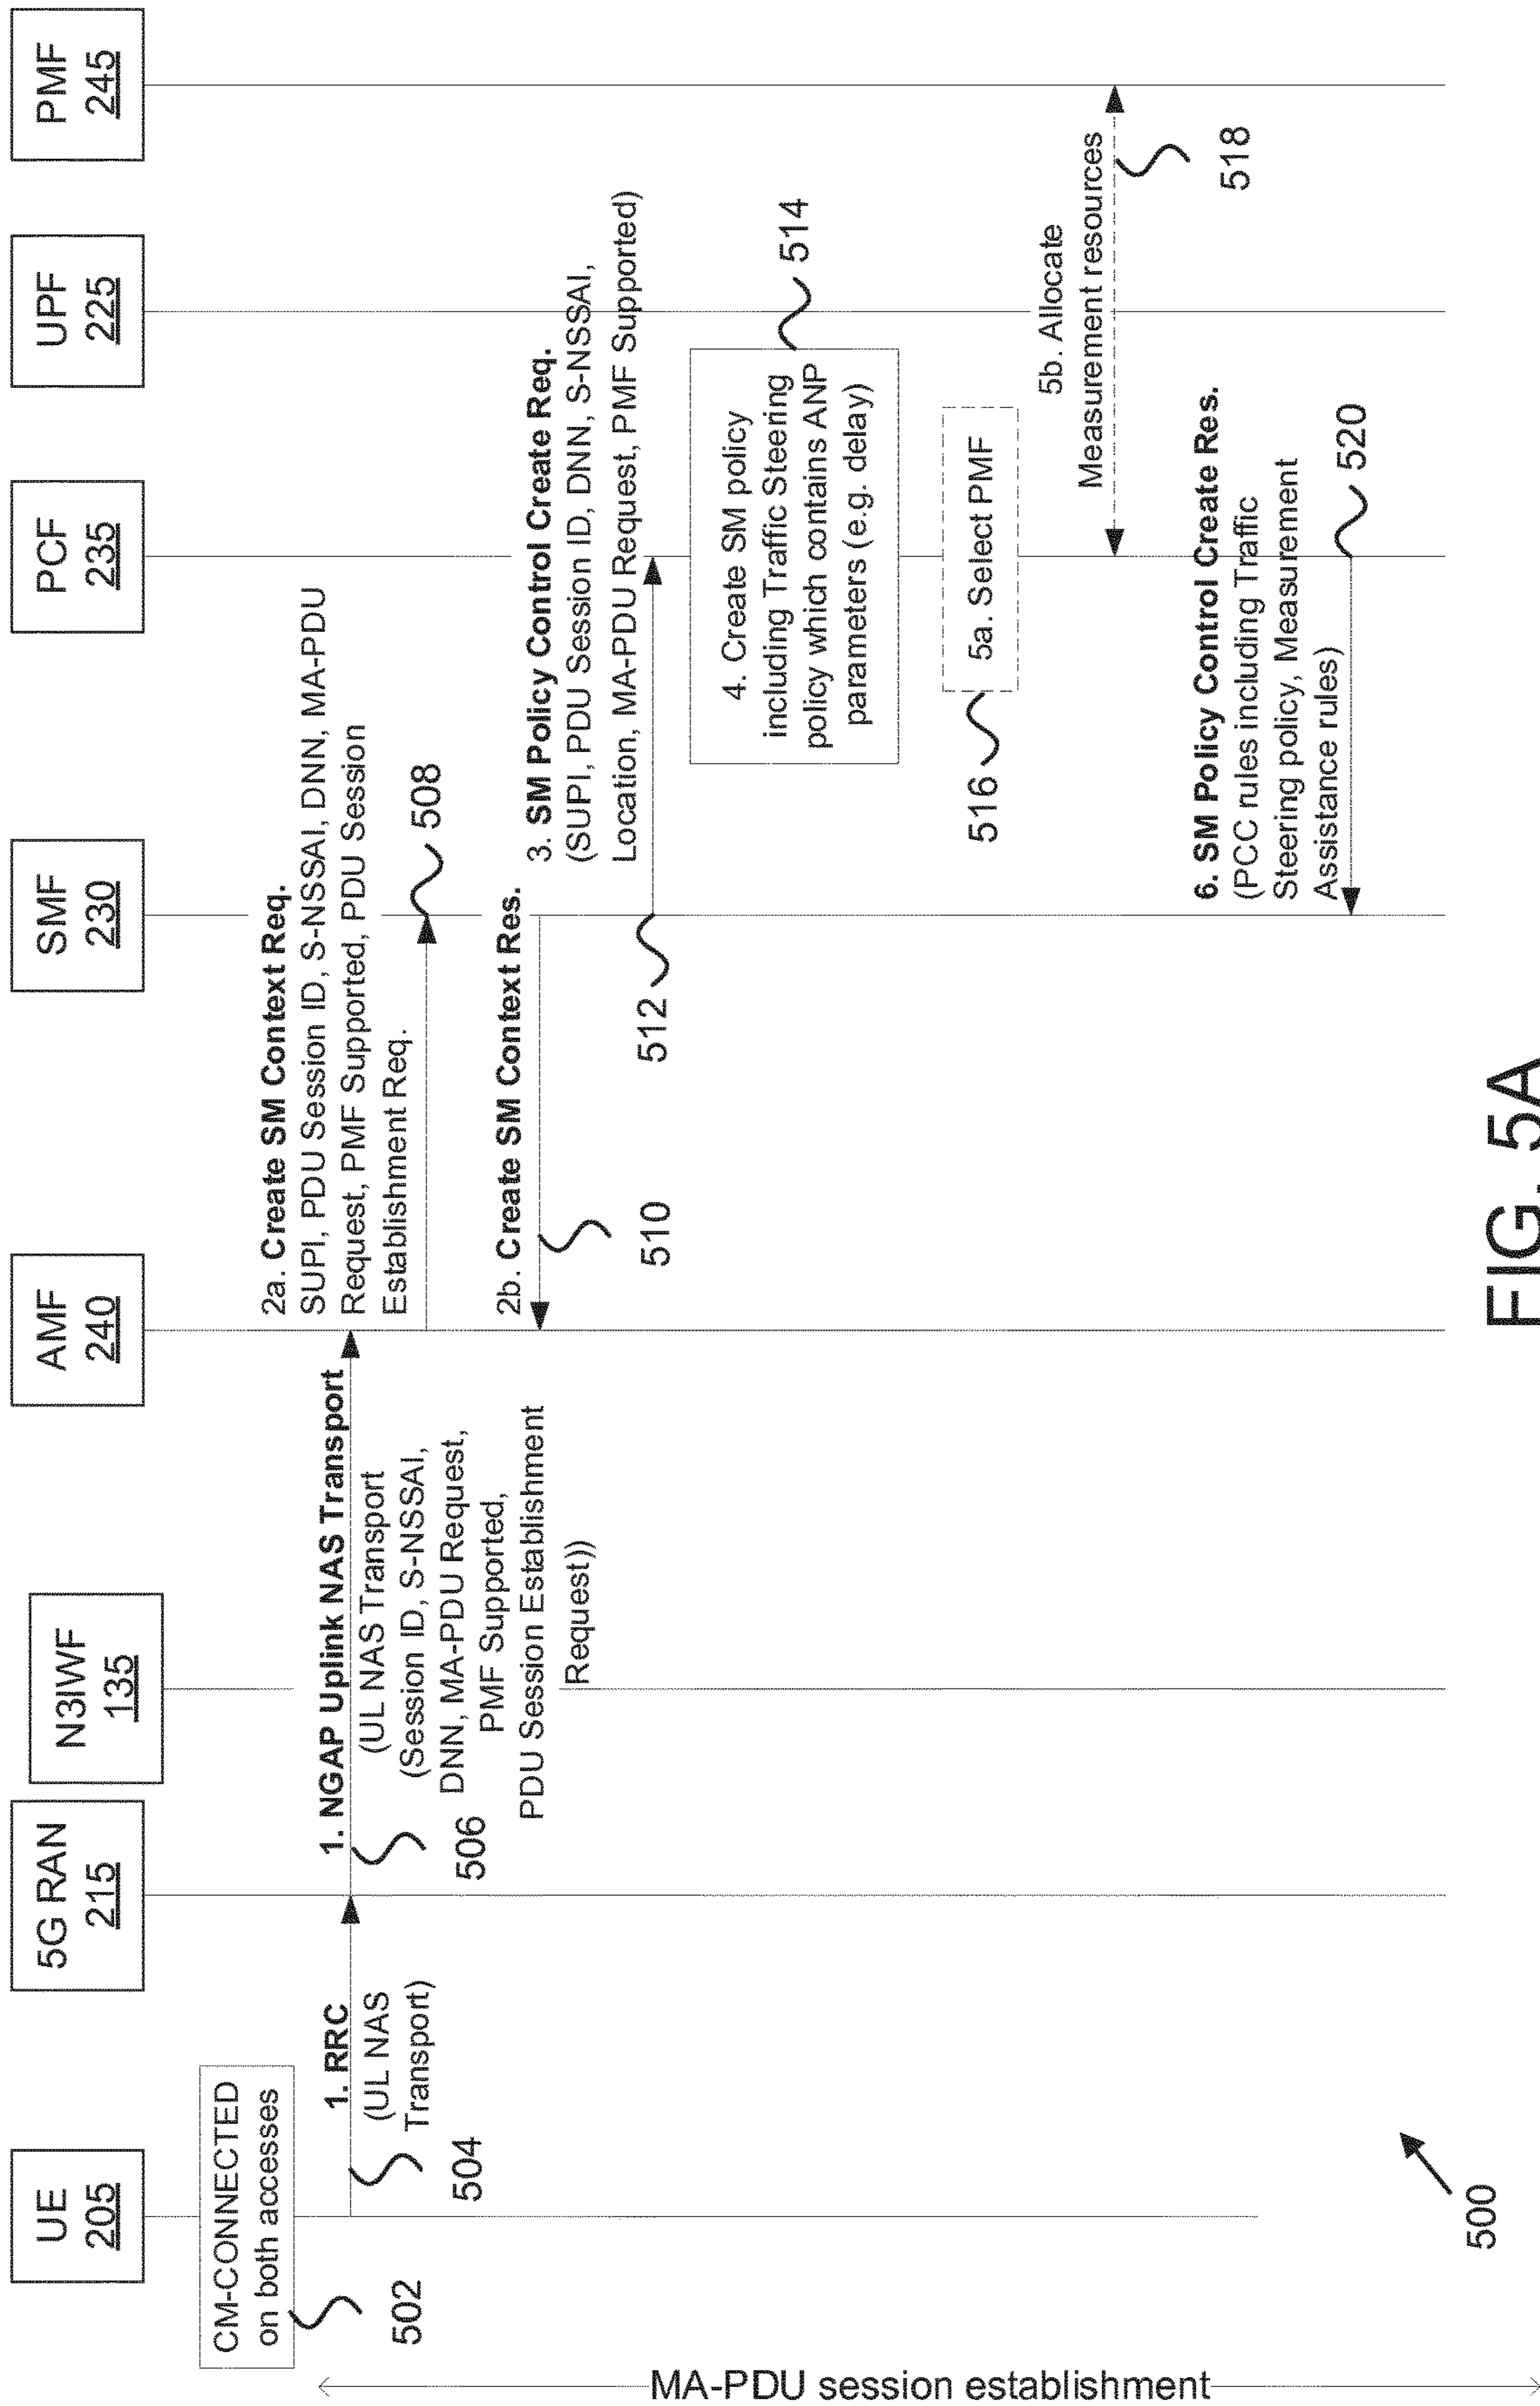 UE
205
5G RAN
215
N3IWF
135
AMF
240
SMF
230
PCF
235
UPF
225
PMF
245
CM-CONNECTED
on both accesses
502
1. RRC
(UL NAS
Transport)
504
1. NGAP Uplink NAS Transport
(UL NAS Transport
(Session ID, S-NSSAI,
DNN, MA-PDU Request,
PMF Supported,
PDU Session Establishment
Request))
506
2a. Create SM Context Req.
SUPI, PDU Session ID, S-NSSAI, DNN, MA-PDU
Request, PMF Supported, PDU Session
Establishment Req.
508
2b. Create SM Context Res.
510
3. SM Policy Control Create Req.
(SUPI, PDU Session ID, DNN, S-NSSAI,
Location, MA-PDU Request, PMF Supported)
512
4. Create SM policy
including Traffic Steering
policy which contains ANP
parameters (e.g. delay)
514
5a. Select PMF
516
5b. Allocate
Measurement resources
518
6. SM Policy Control Create Res.
(PCC rules including Traffic
Steering policy, Measurement
Assistance rules)
520
500
MA-PDU session establishment
FIG. 5A